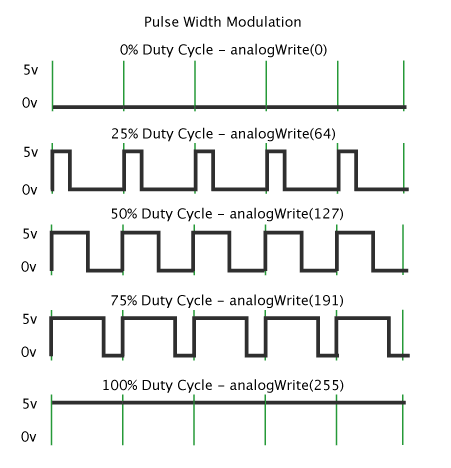 Pulse Width Modulation
0% Duty Cycle – analogWrite(0)
5v
0v
25% Duty Cycle – analogWrite(64)
5v
0v
50% Duty Cycle – analogWrite(127)
5v
0v
75% Duty Cycle – analogWrite(191)
5v
0v
100% Duty Cycle – analogWrite(255)
5v
0v